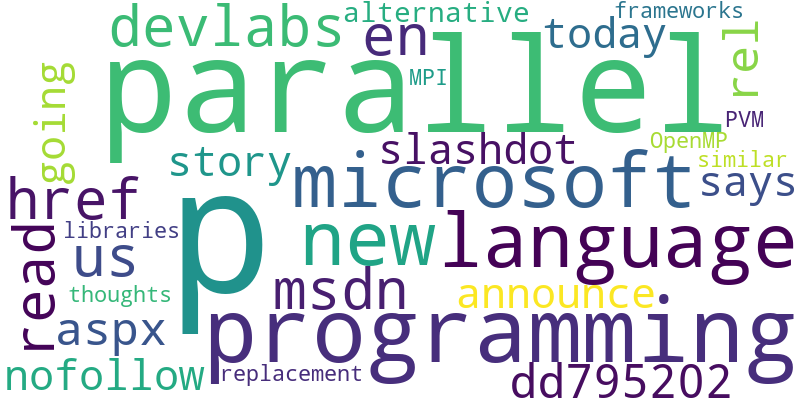 devlabs
alternative
frameworks
en
today
parallel
rel
going
MPI
PVM
OpenMP
slashdot
similar
story
microsoft
says
href
p
libraries
new
language
read
us
msdn
announce
thoughts
aspx
programming
nofollow
replacement
dd795202